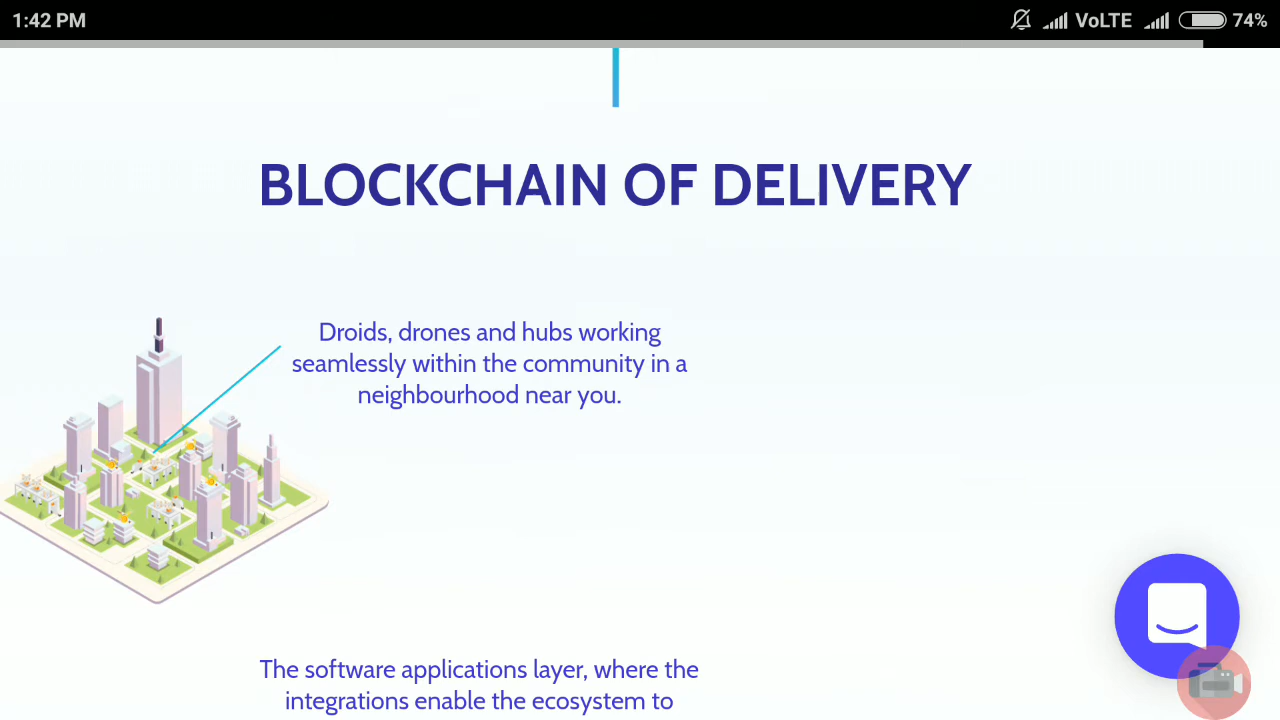 1:42 PM
VoLTE 74%
BLOCKCHAIN OF DELIVERY
Droids, drones and hubs working
seamlessly within the community in a
neighbourhood near you.
The software applications layer, where the
integrations enable the ecosystem to